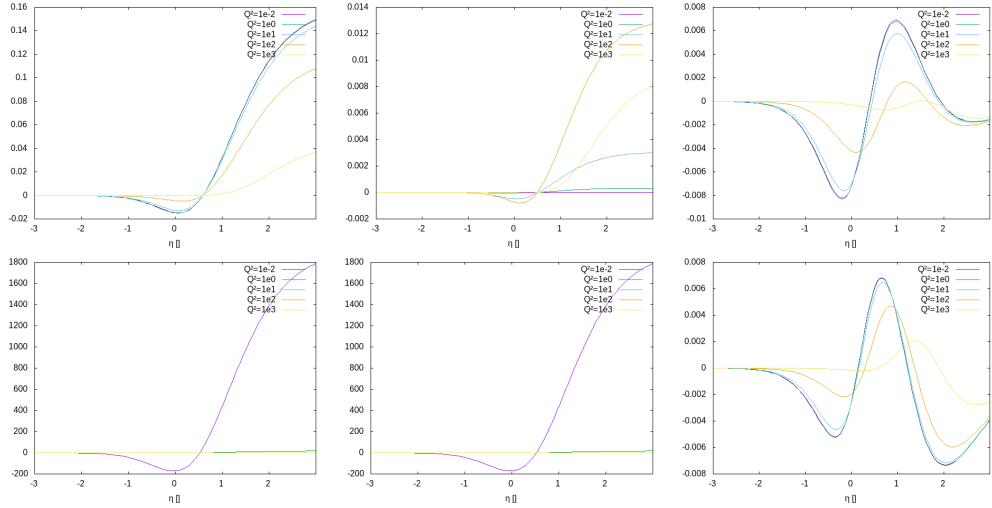 0.16
0.14
0.12
0.1
0.08
0.06
0.04
0.02
0
-0.02
-3
-2
-1
0
1
2
η []
Q²=1e-2
Q²=1e0
Q²=1e1
Q²=1e2
Q²=1e3
0.014
0.012
0.01
0.008
0.006
0.004
0.002
0
-0.002
-3
-2
-1
0
1
2
η []
Q²=1e-2
Q²=1e0
Q²=1e1
Q²=1e2
Q²=1e3
0.008
0.006
0.004
0.002
0
-0.002
-0.004
-0.006
-0.008
-0.01
-3
-2
-1
0
1
2
3
η []
Q²=1e-2
Q²=1e0
Q²=1e1
Q²=1e2
Q²=1e3
1800
1600
1400
1200
1000
800
600
400
200
0
-200
-3
-2
-1
0
1
2
η []
Q²=1e-2
Q²=1e0
Q²=1e1
Q²=1e2
Q²=1e3
1800
1600
1400
1200
1000
800
600
400
200
0
-200
-3
-2
-1
0
1
2
η []
Q²=1e-2
Q²=1e0
Q²=1e1
Q²=1e2
Q²=1e3
0.008
0.006
0.004
0.002
0
-0.002
-0.004
-0.006
-0.008
-3
-2
-1
0
1
2
3
η []
Q²=1e-2
Q²=1e0
Q²=1e1
Q²=1e2
Q²=1e3